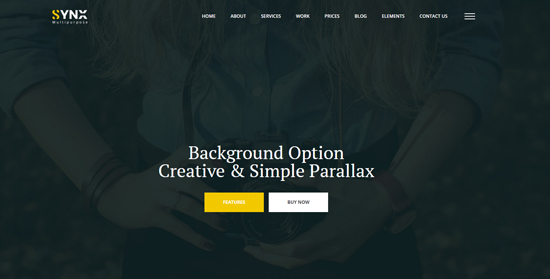 SYNX
Multipurpose
HOME ABOUT SERVICES WORK PRICES BLOG ELEMENTS CONTACT US
Background Option
Creative & Simple Parallax
FEATURES BUY NOW